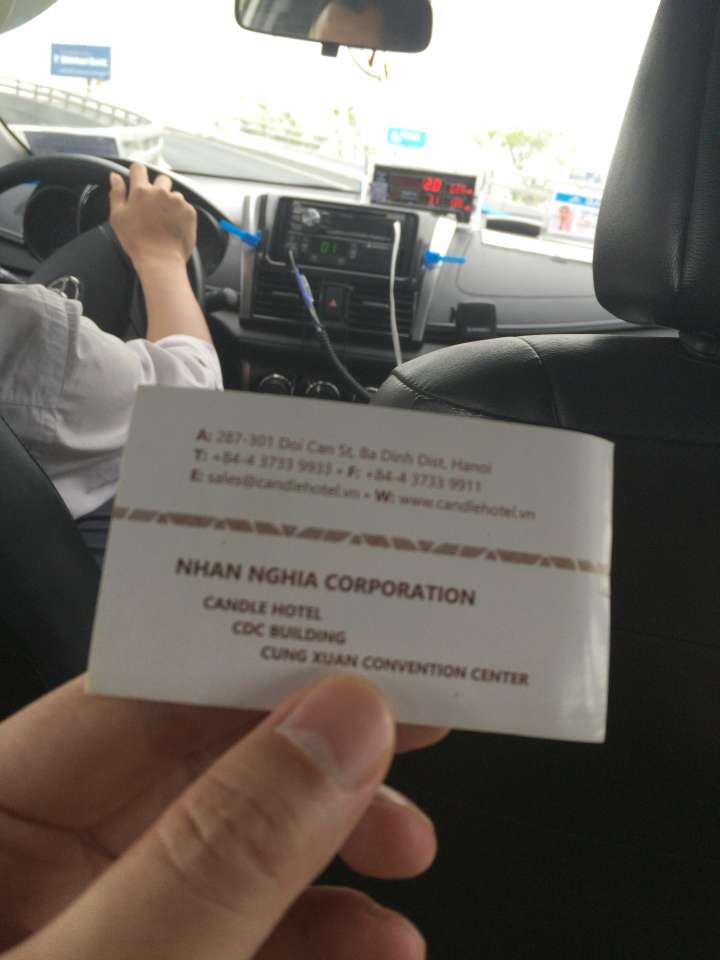 A: 287-301 Doi Can St, Ba Dinh Dist, Hanoi
T: +84-4 3733 9933 • F: +84-4 3733 9911
E: sales@candlehotel.vn • W: www.candlehotel.vn
NHAN NGHIA CORPORATION
CANDLE HOTEL
CDC BUILDING
CUNG XUAN CONVENTION CENTER